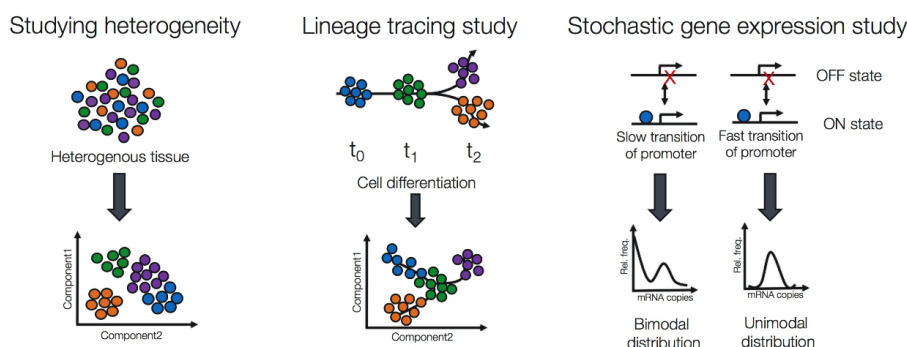 Studying heterogeneity
Heterogenous tissue
Component1
Component2
Lineage tracing study
t0
t1
t2
Cell differentiation
Component1
Component2
Stochastic gene expression study
OFF state
ON state
Slow transition
of promoter
Fast transition
of promoter
Rel. freq.
mRNA copies
Rel. freq.
mRNA copies
Bimodal
distribution
Unimodal
distribution